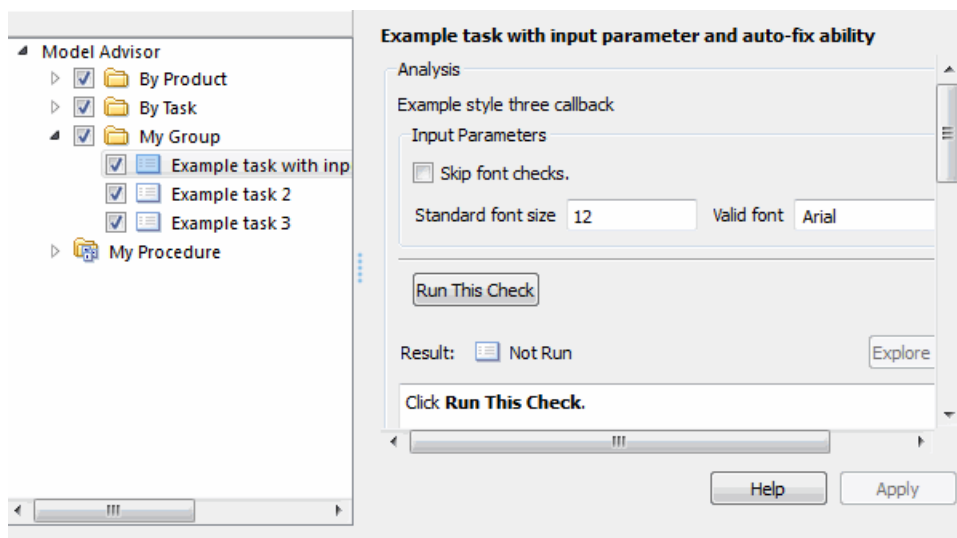 Model Advisor
By Product
By Task
My Group
Example task with inp
Example task 2
Example task 3
My Procedure
Example task with input parameter and auto-fix ability
Analysis
Example style three callback
Input Parameters
Skip font checks.
Standard font size 12 Valid font Arial
Run This Check
Result: Not Run Explore
Click Run This Check.
Help Apply